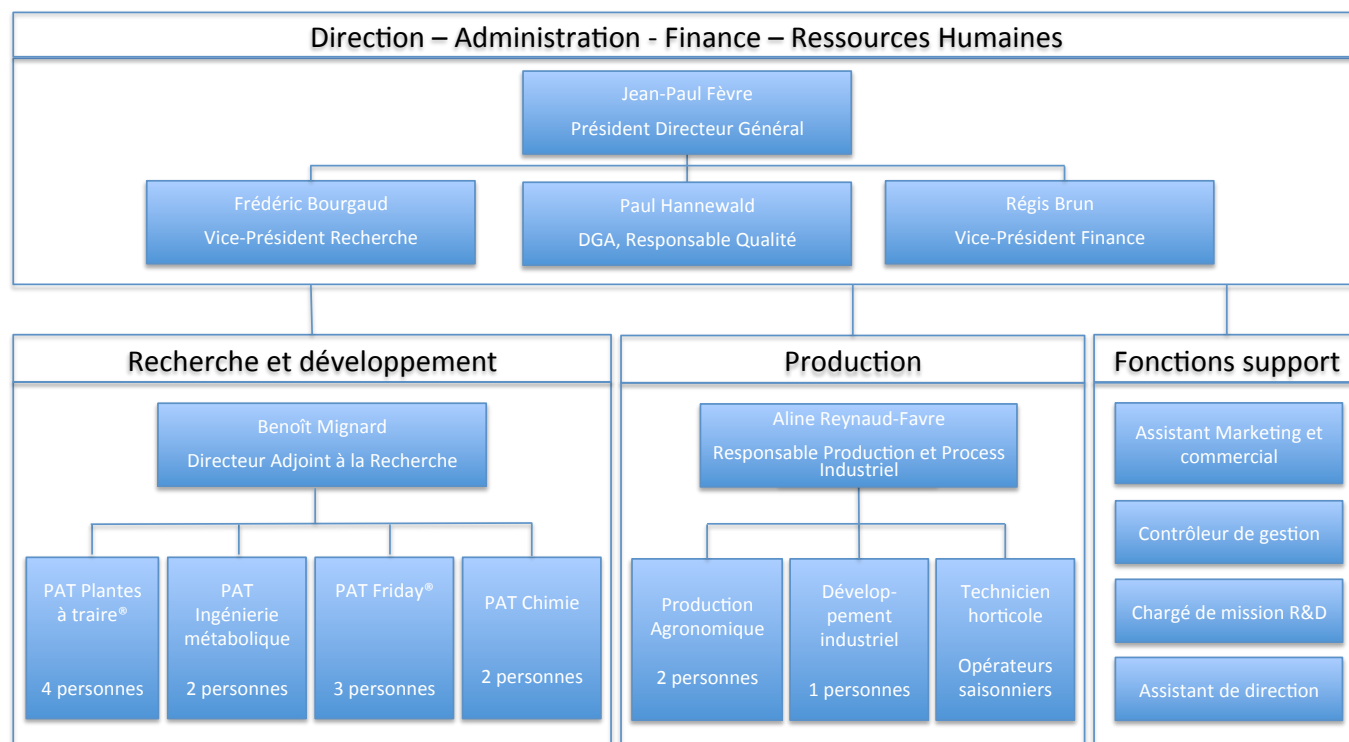 Direction – Administration - Finance – Ressources Humaines
Jean-Paul Fèvre
Président Directeur Général
Frédéric Bourgaud
Vice-Président Recherche
Paul Hannewald
DGA, Responsable Qualité
Régis Brun
Vice-Président Finance
Recherche et développement
Benoît Mignard
Directeur Adjoint à la Recherche
PAT Plantes
à traire®
4 personnes
PAT
Ingénierie
métabolique
2 personnes
PAT Friday®
3 personnes
PAT Chimie
2 personnes
Production
Aline Reynaud-Favre
Responsable Production et Process
Industriel
Production
Agronomique
2 personnes
Dévelop-
pement
industriel
1 personnes
Technicien
horticole
Opérateurs
saisonniers
Fonctions support
Assistant Marketing et
commercial
Contrôleur de gestion
Chargé de mission R&D
Assistant de direction